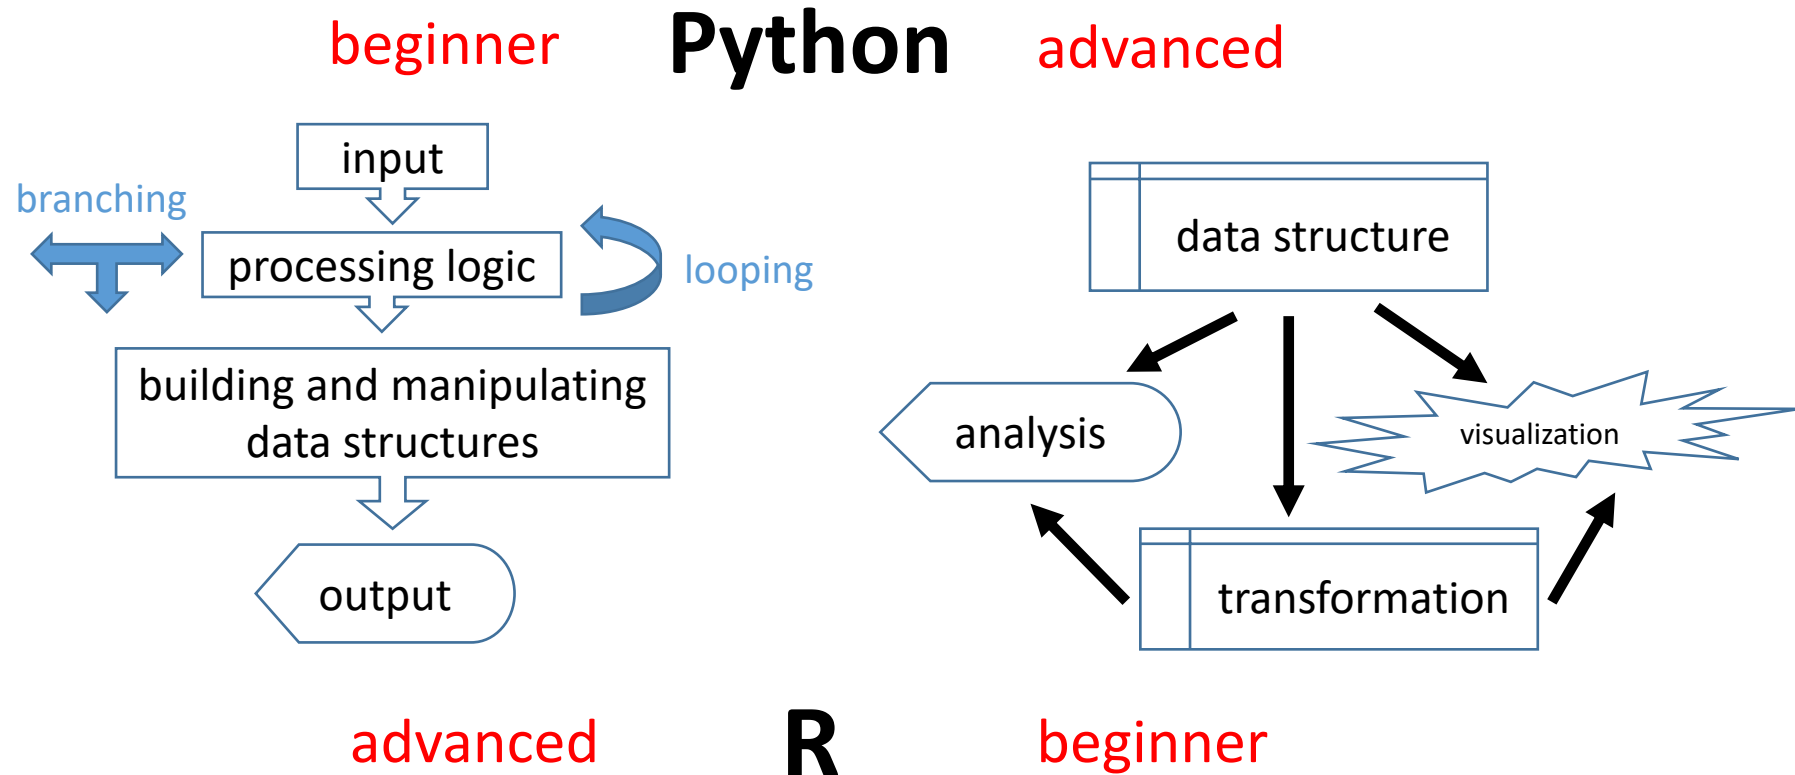 beginner Python advanced
input
branching
processing logic
looping
building and manipulating
data structures
output
data structure
analysis
visualization
transformation
advanced R beginner